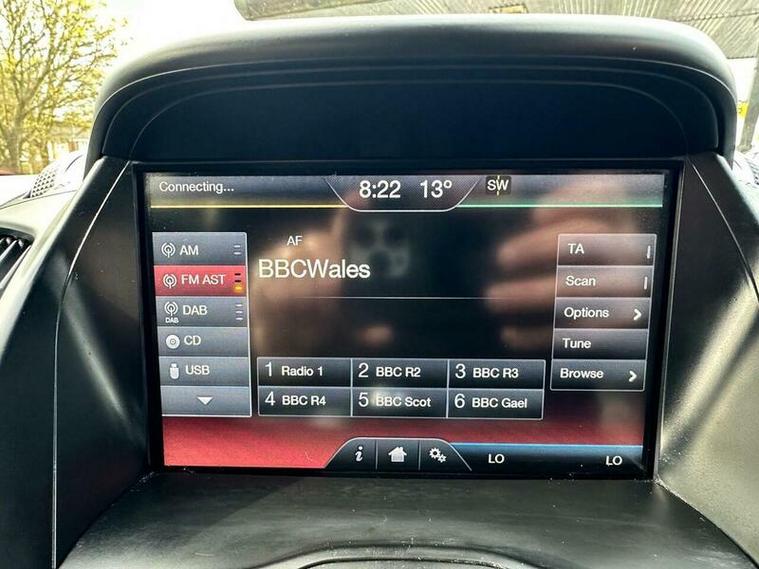 Connecting...
8:22 13° SW
AM
FM AST
DAB
DAB
CD
USB
AF
BBCWales
TA
Scan
Options
Tune
Browse
1 Radio 1 2 BBC R2 3 BBC R3
4 BBC R4 5 BBC Scot 6 BBC Gael
i
LO LO